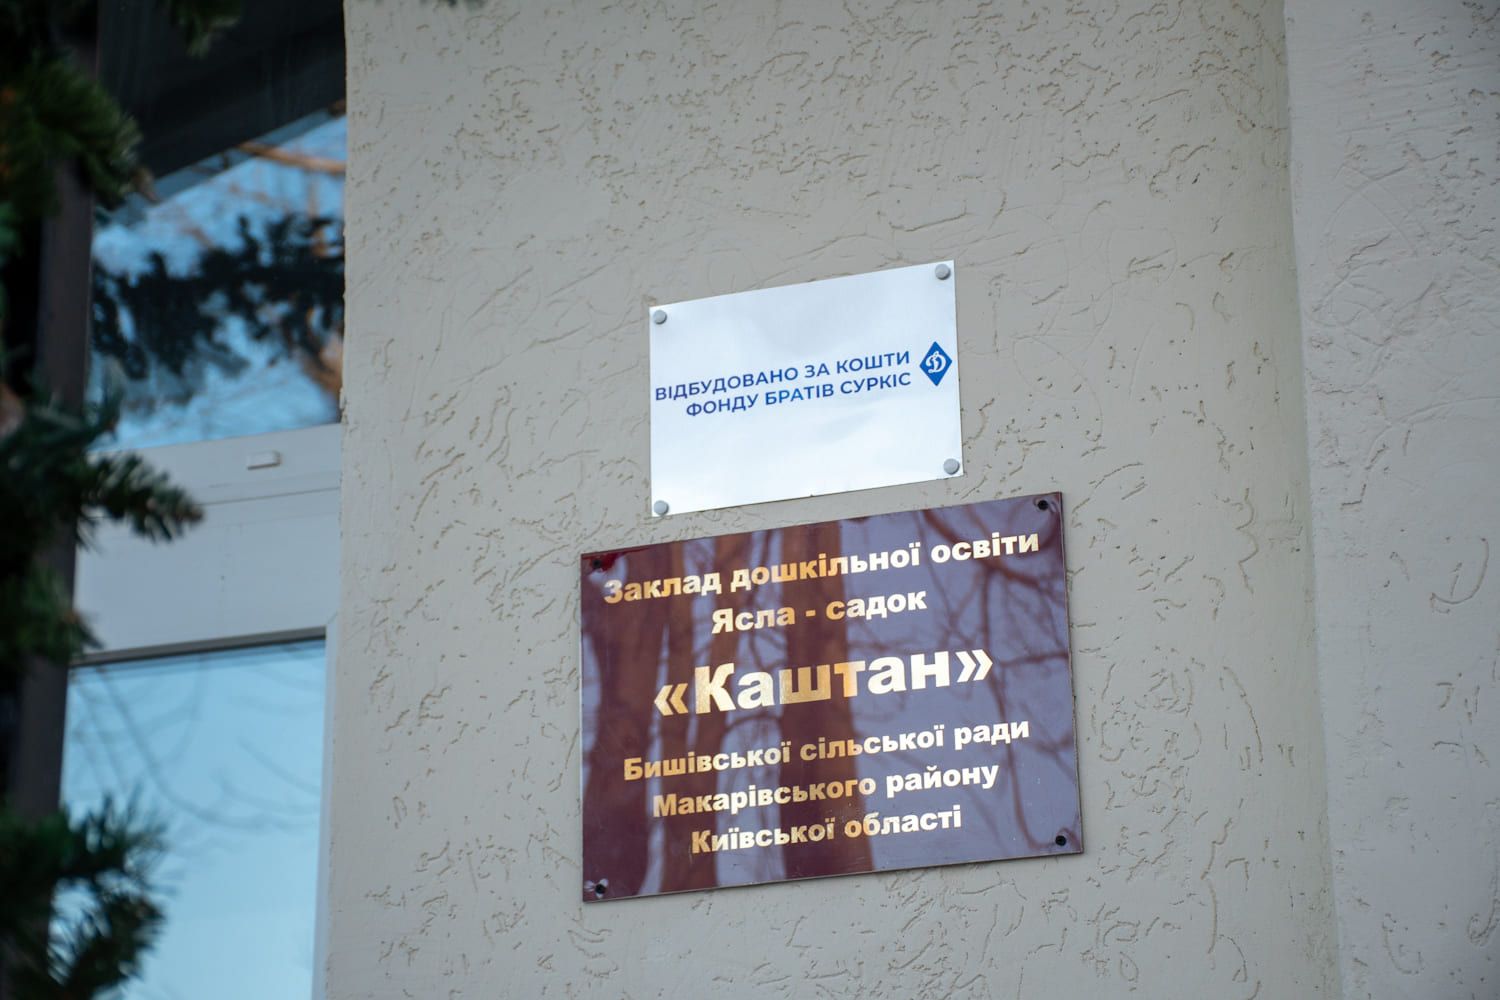 ВІДБУДОВАНО ЗА КОШТИ
ФОНДУ БРАТІВ СУРКІС
Д
Заклад дошкільної освіти
Ясла - садок
«Каштан»
Бишівської сільської ради
Макарівського району
Київської області